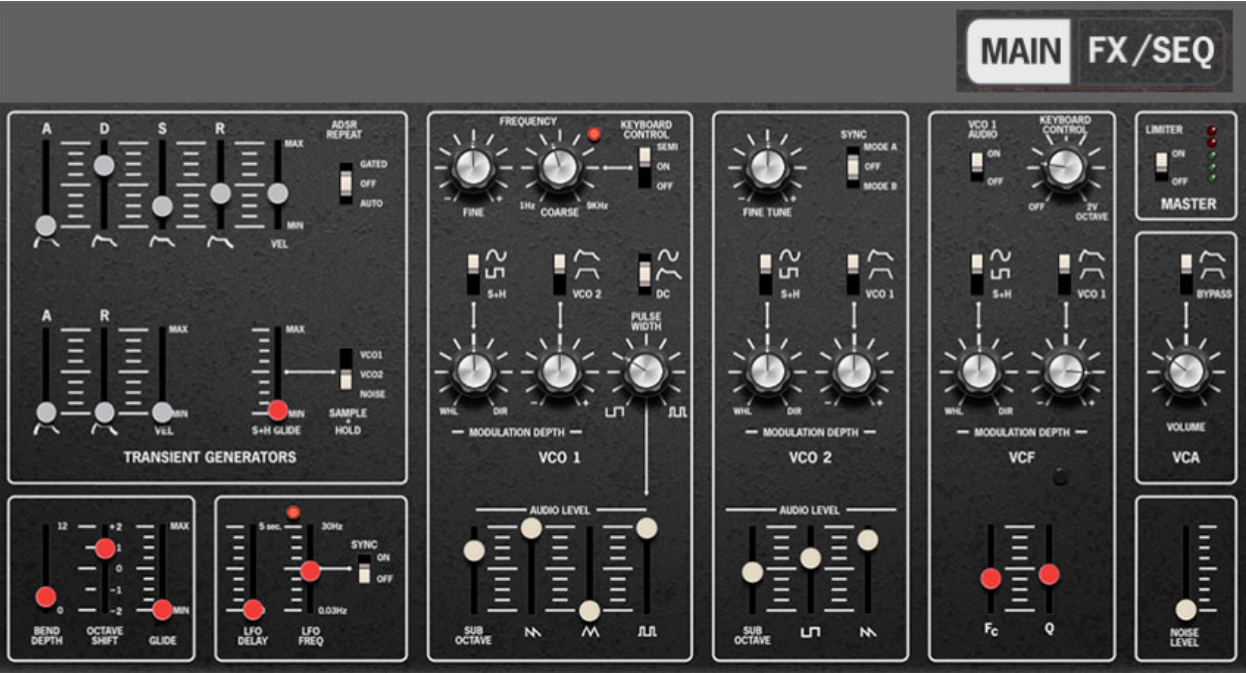 MAIN FX/SEQ
A D S R
ADSR
REPEAT
MAX
GATED
OFF
AUTO
MIN
VEL
A R
MAX
MIN
VEL
MAX
MIN
S+H GLIDE
VCO1
VCO2
NOISE
SAMPLE
+
HOLD
TRANSIENT GENERATORS
12
0
BEND
DEPTH
+2
1
0
-1
-2
OCTAVE
SHIFT
MAX
MIN
GLIDE
5 sec.
LFO
DELAY
30Hz
0.03Hz
LFO
FREQ
SYNC
ON
OFF
FREQUENCY
- +
FINE
1Hz 9KHz
COARSE
KEYBOARD
CONTROL
SEMI
ON
OFF
S+H
VCO 2
DC
PULSE
WIDTH
WHL DIR
- +
MODULATION DEPTH
VCO 1
AUDIO LEVEL
SUB
OCTAVE
- +
FINE TUNE
SYNC
MODE A
OFF
MODE B
S+H
VCO 1
WHL DIR
- +
MODULATION DEPTH
VCO 2
AUDIO LEVEL
SUB
OCTAVE
VCO 1
AUDIO
ON
OFF
KEYBOARD
CONTROL
OFF
2V
OCTAVE
S+H
VCO 1
WHL DIR
- +
MODULATION DEPTH
VCF
Fc
Q
LIMITER
ON
OFF
MASTER
BYPASS
VOLUME
VCA
NOISE
LEVEL